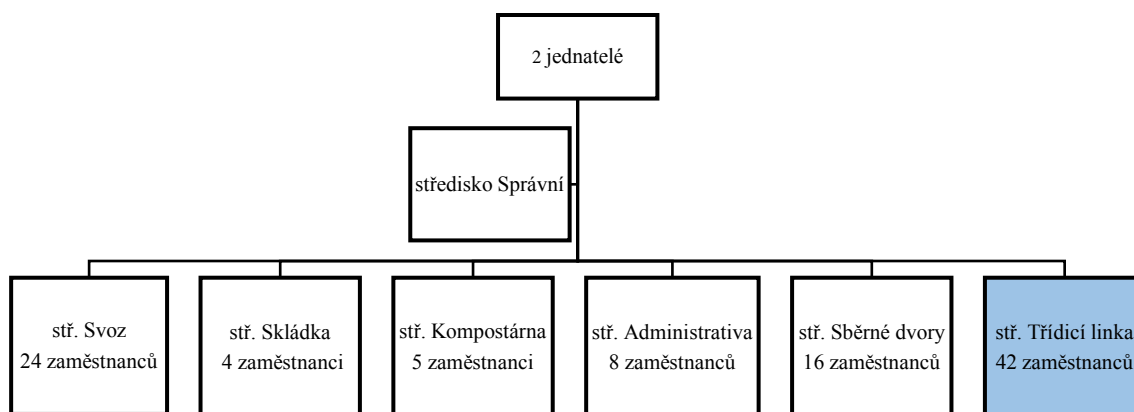 2 jednatelé
středisko Správní
stř. Svoz
24 zaměstnanců
stř. Skládka
4 zaměstnanci
stř. Kompostárna
5 zaměstnanci
stř. Administrativa
8 zaměstnanců
stř. Sběrné dvory
16 zaměstnanců
stř. Třídicí linka
42 zaměstnanců